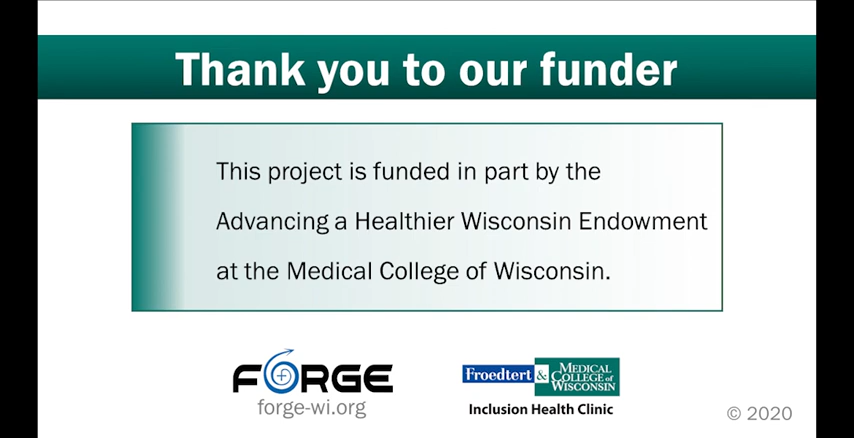 Thank you to our funder
This project is funded in part by the
Advancing a Healthier Wisconsin Endowment
at the Medical College of Wisconsin.
FORGE
forge-wi.org
Froedtert & MEDICAL
COLLEGE of
WISCONSIN
Inclusion Health Clinic
© 2020